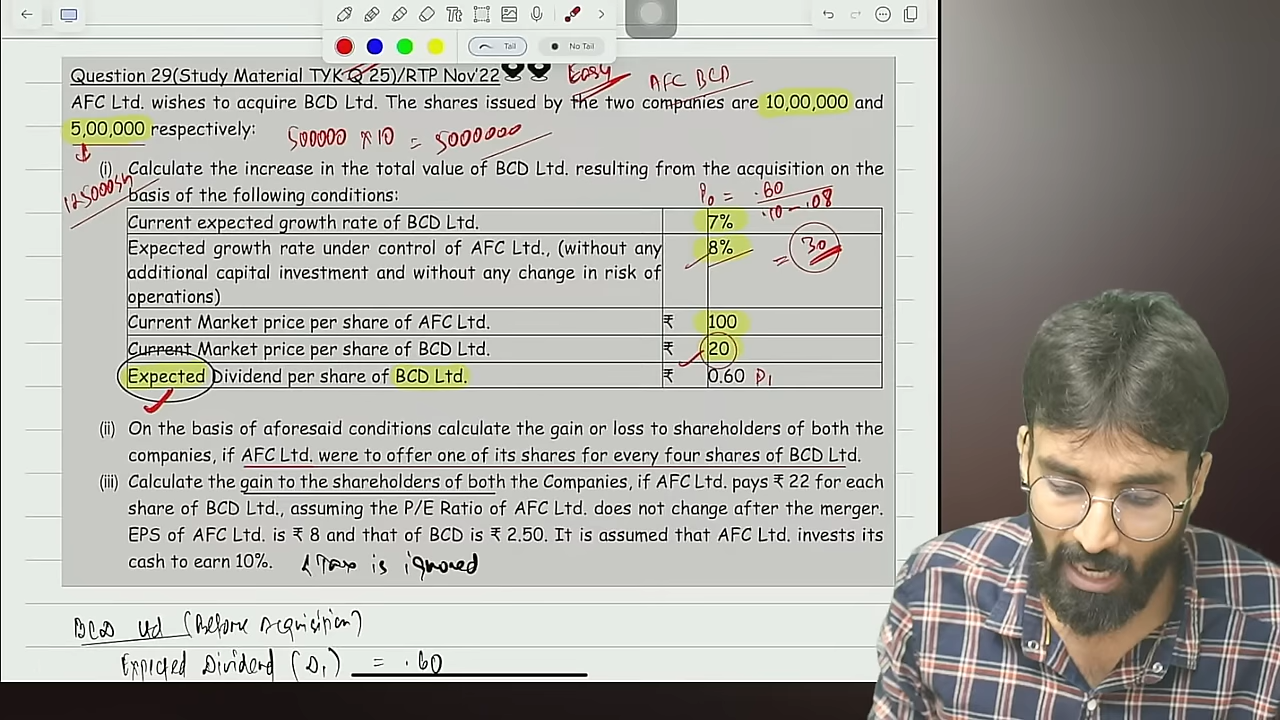 Tt
Tail
No Tail
Question 29(Study Material TYK Q 25)/RTP Nov'22
Easy
AFC BCD
AFC Ltd. wishes to acquire BCD Ltd. The shares issued by the two companies are 10,00,000 and
5,00,000 respectively:
500000 × 10 = 5000000
(i) Calculate the increase in the total value of BCD Ltd. resulting from the acquisition on the
basis of the following conditions:
125000sh
P0 = .60
.10 - .08
= 30
Current expected growth rate of BCD Ltd. 7%
Expected growth rate under control of AFC Ltd., (without any 8%
additional capital investment and without any change in risk of
operations)
Current Market price per share of AFC Ltd. ₹ 100
Current Market price per share of BCD Ltd. ₹ 20
Expected Dividend per share of BCD Ltd. ₹ 0.60 D1
(ii) On the basis of aforesaid conditions calculate the gain or loss to shareholders of both the
companies, if AFC Ltd. were to offer one of its shares for every four shares of BCD Ltd.
(iii) Calculate the gain to the shareholders of both the Companies, if AFC Ltd. pays ₹ 22 for each
share of BCD Ltd., assuming the P/E Ratio of AFC Ltd. does not change after the merger.
EPS of AFC Ltd. is ₹ 8 and that of BCD is ₹ 2.50. It is assumed that AFC Ltd. invests its
cash to earn 10%. & Tax is ignored
BCD Ltd (Before Acquisition)
Expected Dividend (D1) = .60